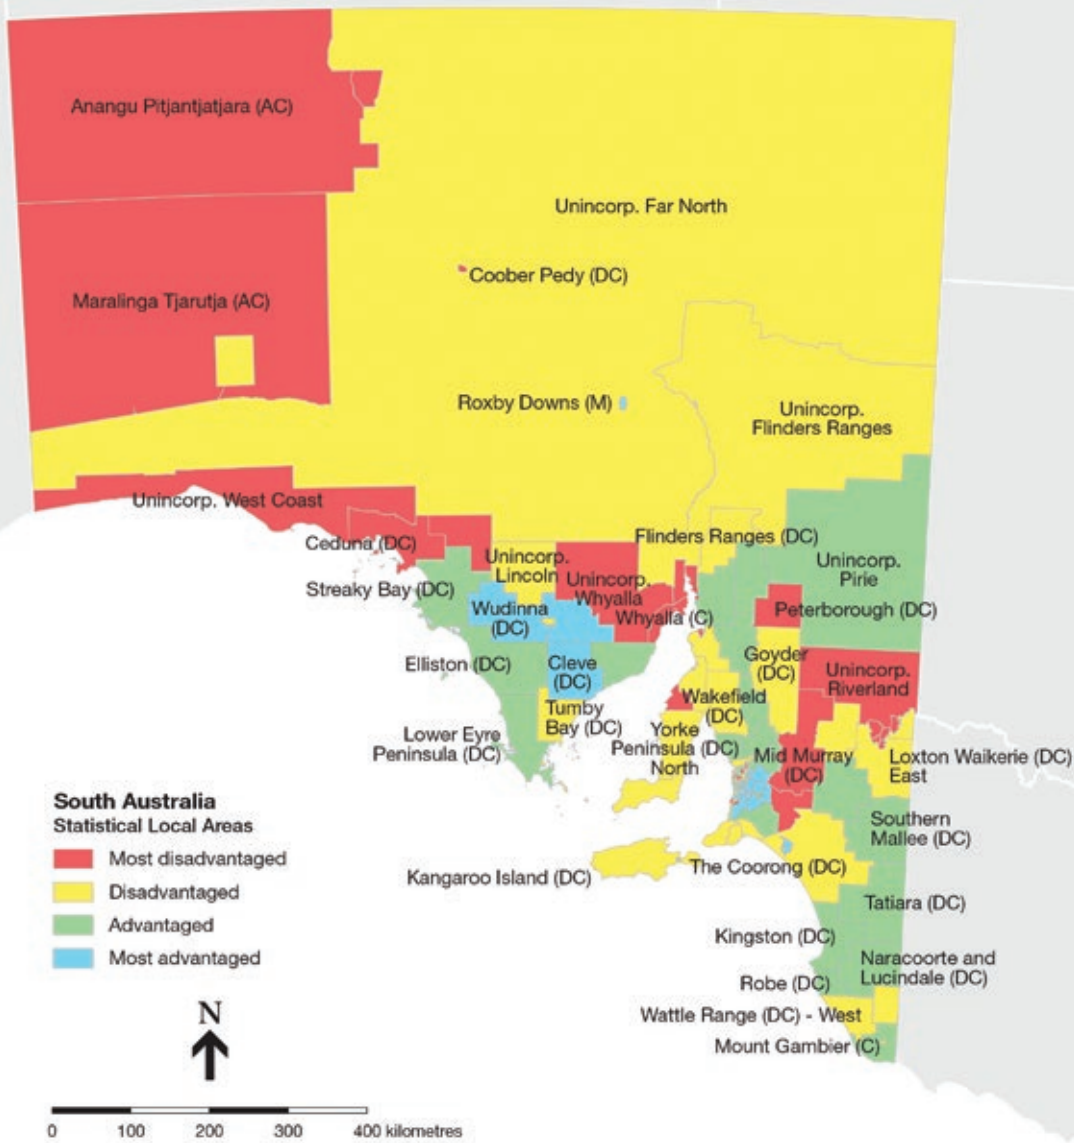 Anangu Pitjantjatjara (AC)
Unincorp. Far North
Coober Pedy (DC)
Maralinga Tjarutja (AC)
Roxby Downs (M)
Unincorp.
Flinders Ranges
Unincorp. West Coast
Flinders Ranges (DC)
Ceduna (DC)
Unincorp.
Lincoln
Unincorp.
Pirie
Streaky Bay (DC)
Unincorp.
Whyalla
Wudinna
(DC)
Whyalla (C)
Peterborough (DC)
Elliston (DC)
Cleve
(DC)
Goyder
(DC)
Unincorp.
Riverland
Wakefield
(DC)
Tumby
Bay (DC)
Lower Eyre
Peninsula (DC)
Yorke
Peninsula (DC)
North
Mid Murray
(DC)
Loxton Waikerie (DC)
East
South Australia
Statistical Local Areas
Most disadvantaged
Disadvantaged
Advantaged
Most advantaged
Southern
Mallee (DC)
Kangaroo Island (DC)
The Coorong (DC)
Tatiara (DC)
Kingston (DC)
Naracoorte and
Lucindale (DC)
Robe (DC)
Wattle Range (DC) - West
Mount Gambier (C)
N
0 100 200 300 400 kilometres